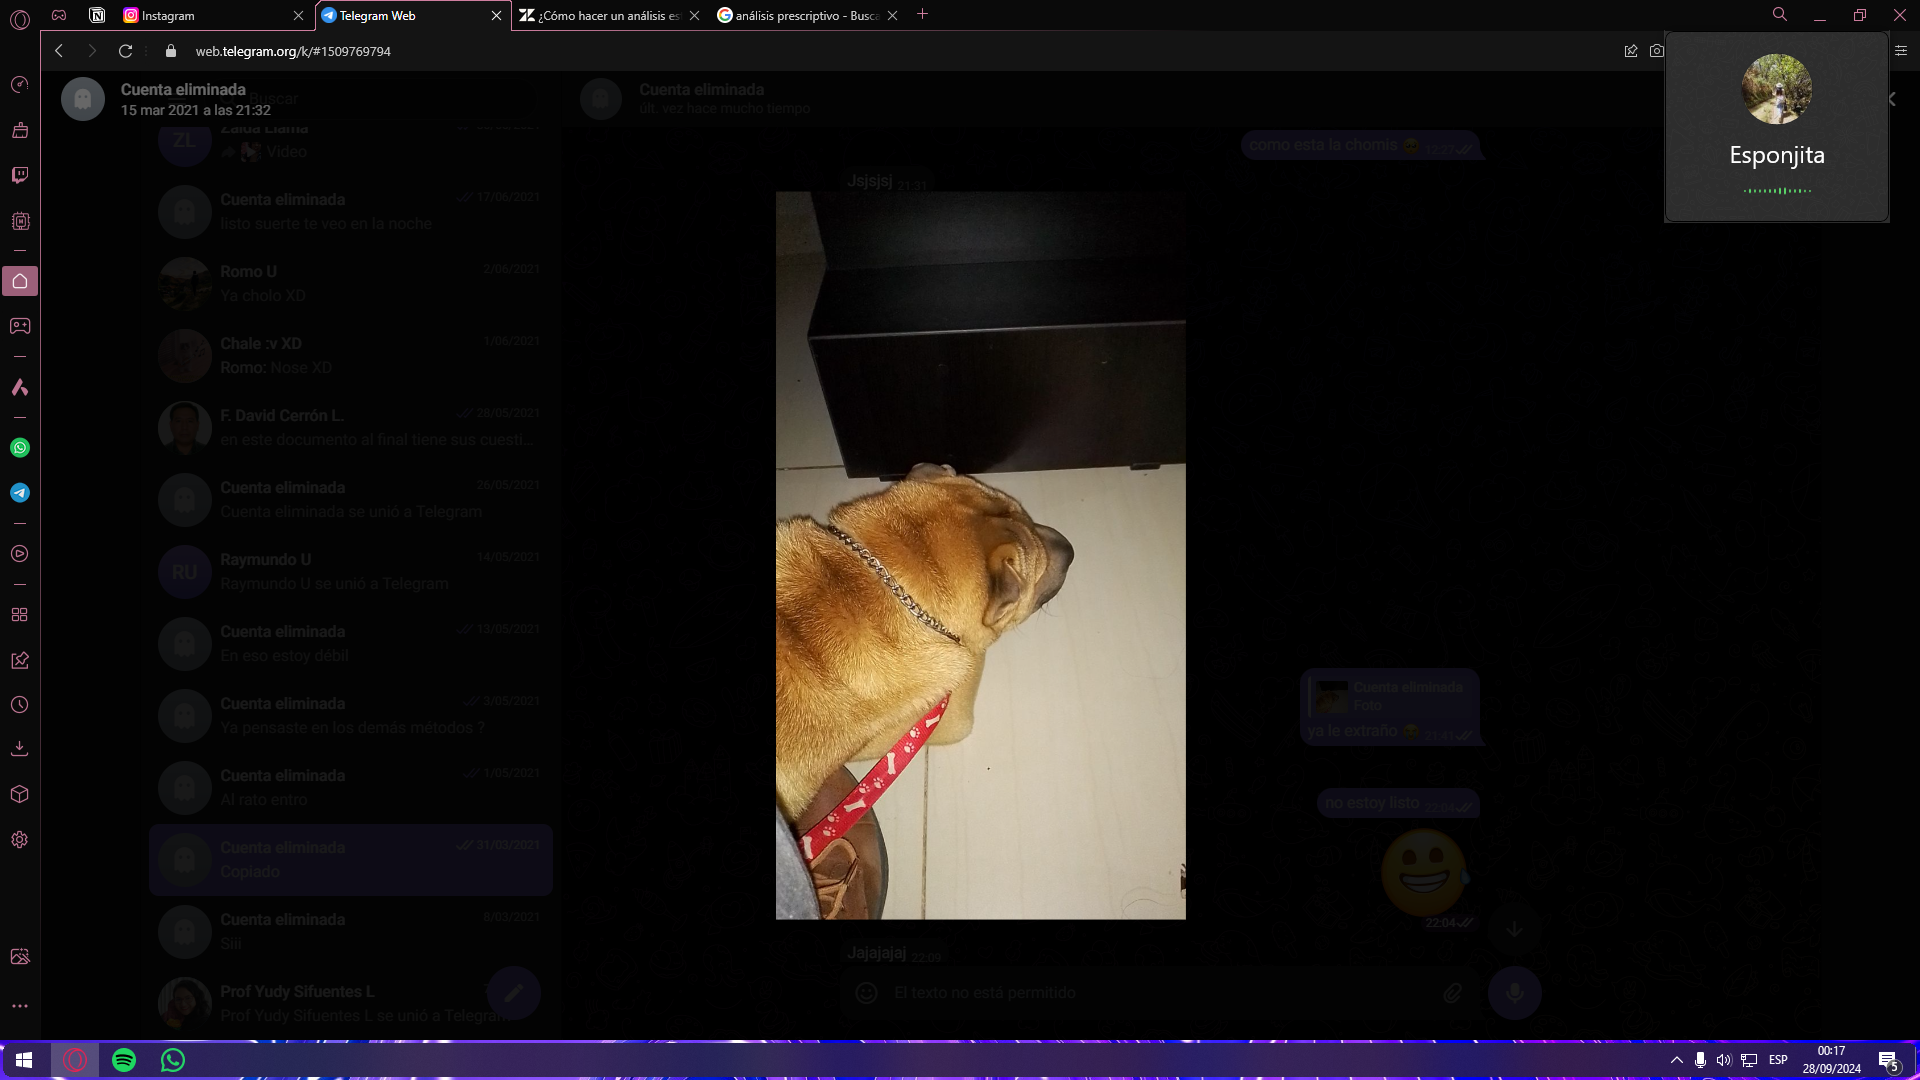 Instagram
Telegram Web
¿Cómo hacer un análisis es
análisis prescriptivo - Busca
web.telegram.org/k/#1509769794
Cuenta eliminada
15 mar 2021 a las 21:32
Buscar
Cuenta eliminada
últ. vez hace mucho tiempo
Esponjita
ZL
Zaida Llama
Video
Cuenta eliminada
17/06/2021
listo suerte te veo en la noche
Romo U
2/06/2021
Ya cholo XD
Chale :v XD
1/06/2021
Romo: Nose XD
F. David Cerrón L.
28/05/2021
en este documento al final tiene sus cuesti...
Cuenta eliminada
26/05/2021
Cuenta eliminada se unió a Telegram
RU
Raymundo U
14/05/2021
Raymundo U se unió a Telegram
Cuenta eliminada
13/05/2021
En eso estoy débil
Cuenta eliminada
3/05/2021
Ya pensaste en los demás métodos ?
Cuenta eliminada
1/05/2021
Al rato entro
Cuenta eliminada
31/03/2021
Copiado
Cuenta eliminada
8/03/2021
Siii
Prof Yudy Sifuentes L
Prof Yudy Sifuentes L se unió a Telegram
como esta la chomis 12:27
Jsjsjsj 21:31
Cuenta eliminada
Foto
ya le extraño 21:41
no estoy listo 22:04
22:04
Jajajajaj 22:09
El texto no está permitido
ESP
00:17
28/09/2024
5